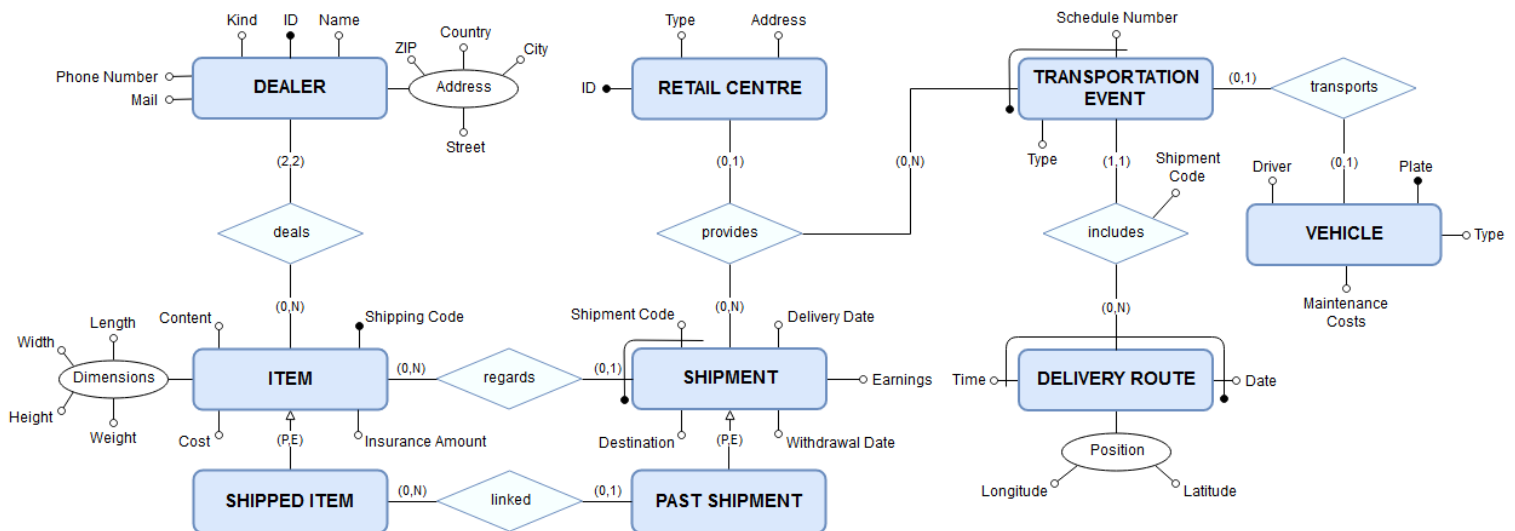 Kind
ID
Name
Phone Number
Mail
DEALER
ZIP
Country
City
Address
Street
Type
Address
ID
RETAIL CENTRE
Schedule Number
TRANSPORTATION
EVENT
Type
(0,1)
transports
(2,2)
(0,1)
(0,N)
(1,1)
Shipment
Code
(0,1)
Driver
Plate
deals
provides
includes
VEHICLE
Type
Maintenance
Costs
(0,N)
(0,N)
(0,N)
Content
Shipping Code
Length
Width
Dimensions
Height
Weight
ITEM
Cost
Insurance Amount
(0,N)
regards
(0,1)
Shipment Code
Delivery Date
SHIPMENT
Earnings
Destination
Withdrawal Date
Time
DELIVERY ROUTE
Date
Position
Longitude
Latitude
(P,E)
(P,E)
SHIPPED ITEM
(0,N)
linked
(0,1)
PAST SHIPMENT